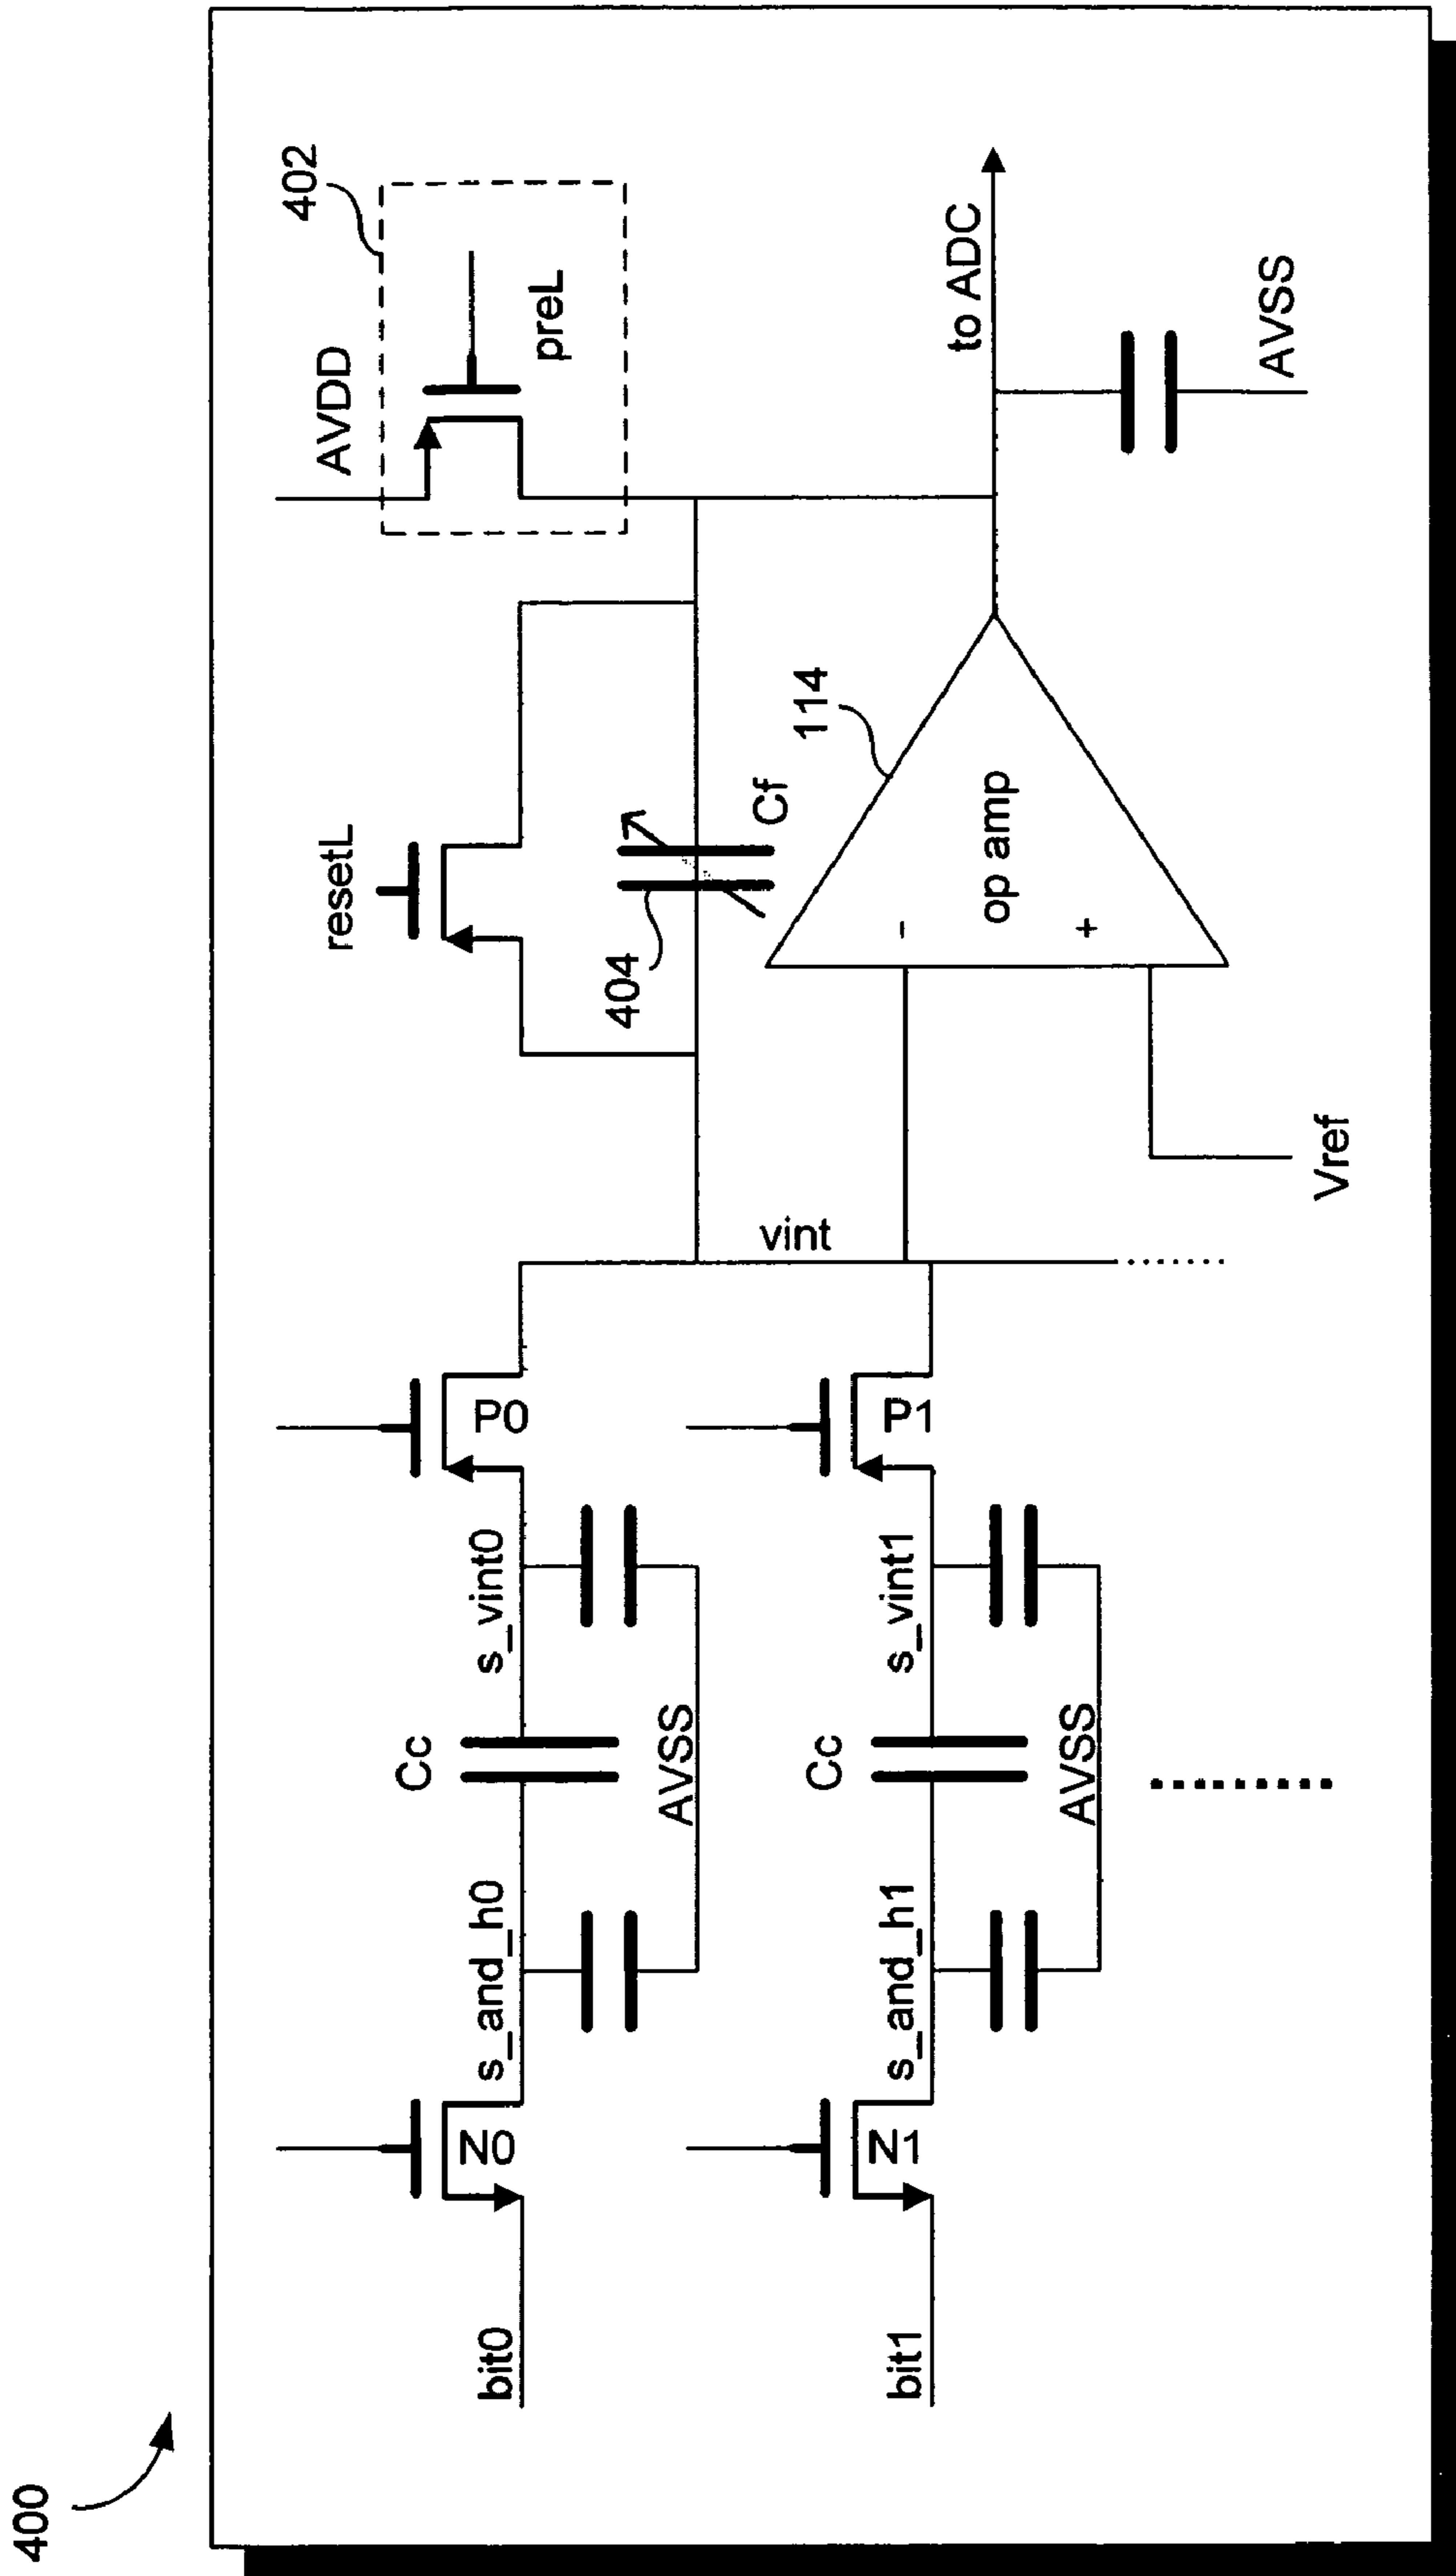 400
402
AVDD
preL
resetL
404
Cf
114
to ADC
op amp
-
+
AVSS
Vref
vint
bit0
N0
s_and_h0
Cc
s_vint0
P0
AVSS
bit1
N1
s_and_h1
Cc
s_vint1
P1
AVSS